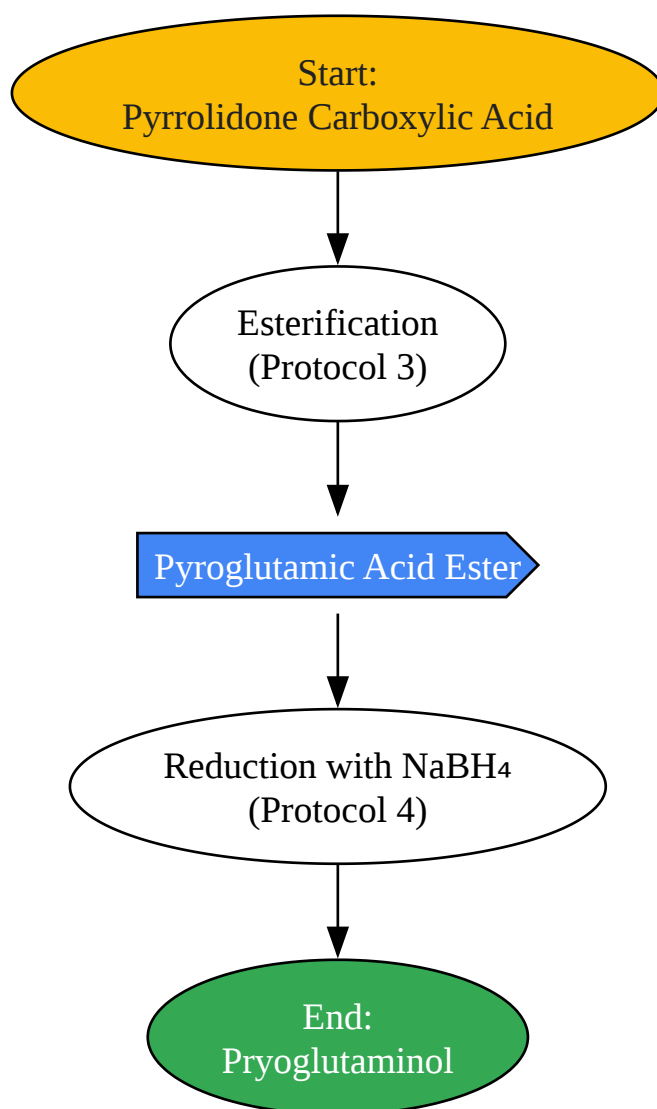 Start:
Pyrrolidone Carboxylic Acid
Esterification
(Protocol 3)
Pyroglutamic Acid Ester
Reduction with NaBH₄
(Protocol 4)
End:
Pryoglutaminol